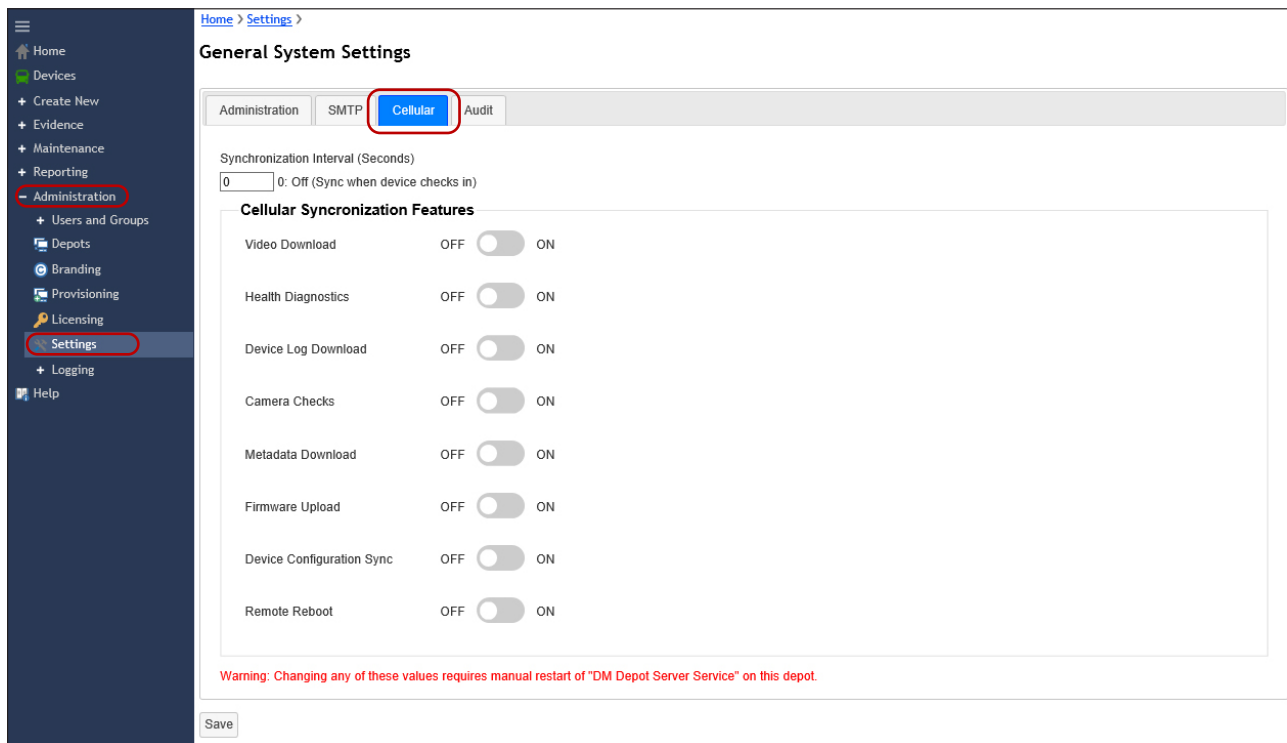 Home > Settings >
General System Settings
Home
Devices
+ Create New
+ Evidence
+ Maintenance
+ Reporting
− Administration
+ Users and Groups
Depots
Branding
Provisioning
Licensing
Settings
+ Logging
Help
Administration SMTP Cellular Audit
Synchronization Interval (Seconds)
0 0: Off (Sync when device checks in)
Cellular Syncronization Features
Video Download OFF ON
Health Diagnostics OFF ON
Device Log Download OFF ON
Camera Checks OFF ON
Metadata Download OFF ON
Firmware Upload OFF ON
Device Configuration Sync OFF ON
Remote Reboot OFF ON
Warning: Changing any of these values requires manual restart of "DM Depot Server Service" on this depot.
Save